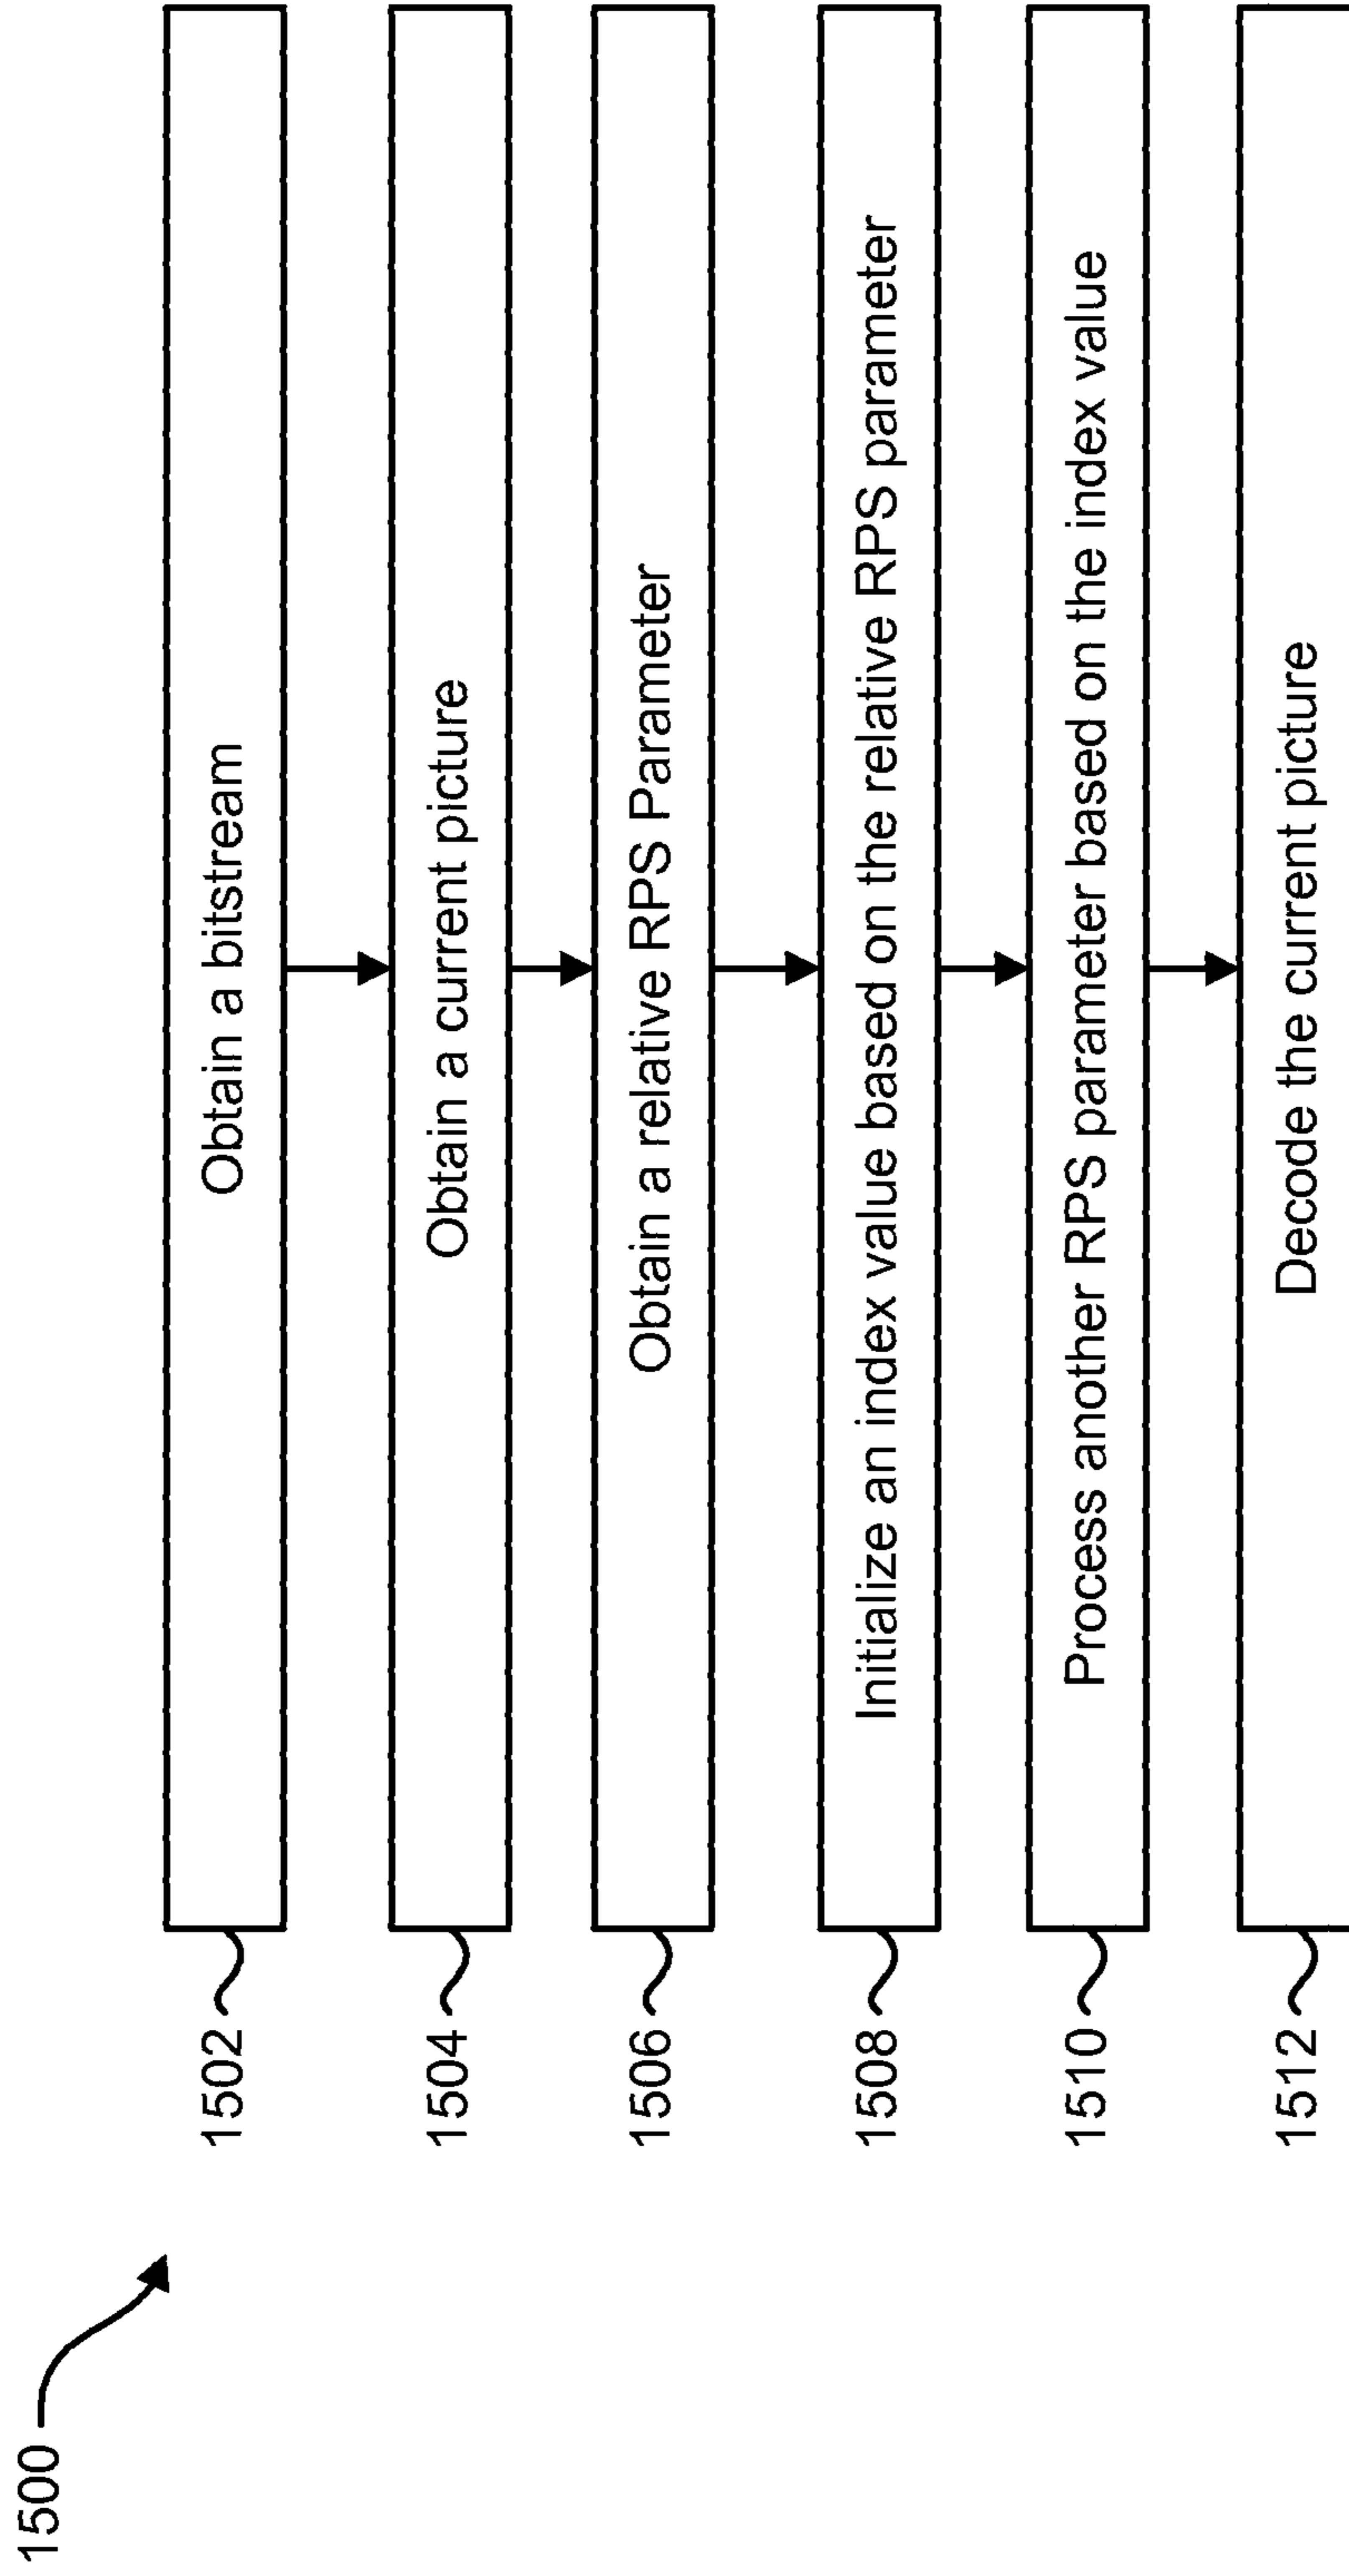 1500
1502
Obtain a bitstream
1504
Obtain a current picture
1506
Obtain a relative RPS Parameter
1508
Initialize an index value based on the relative RPS parameter
1510
Process another RPS parameter based on the index value
1512
Decode the current picture